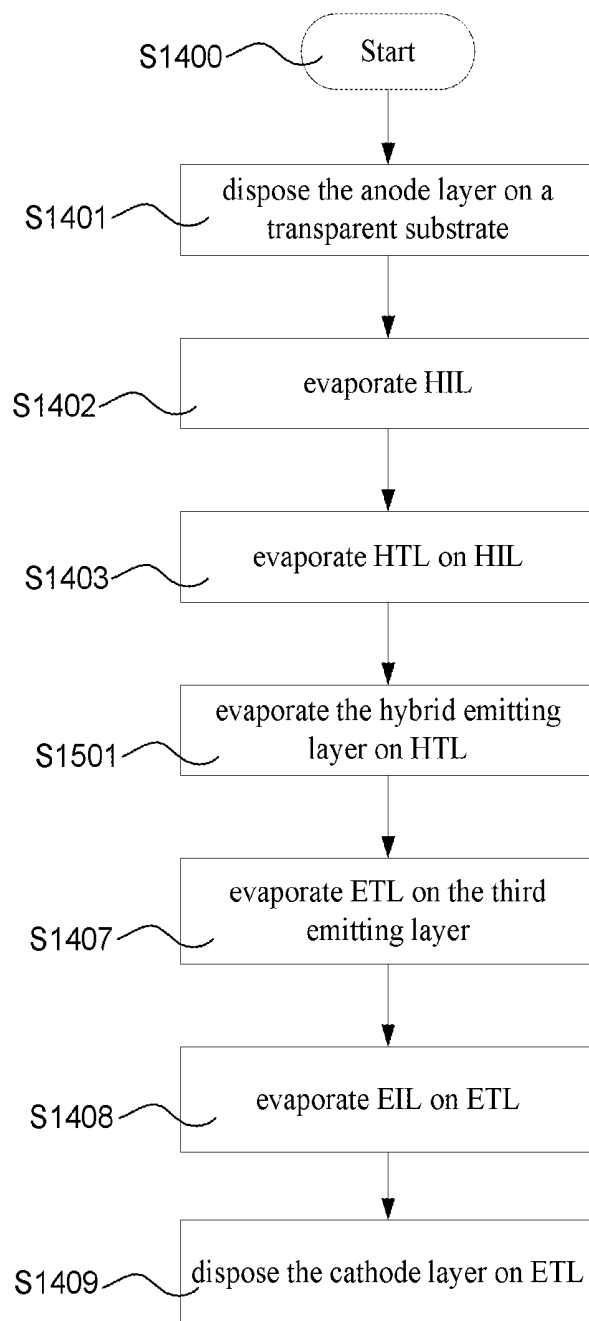 S1400
Start
S1401
dispose the anode layer on a
transparent substrate
S1402
evaporate HIL
S1403
evaporate HTL on HIL
S1501
evaporate the hybrid emitting
layer on HTL
S1407
evaporate ETL on the third
emitting layer
S1408
evaporate EIL on ETL
S1409
dispose the cathode layer on ETL